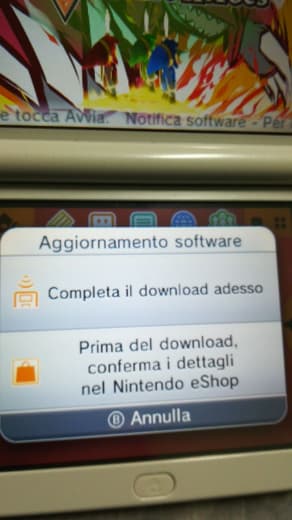 e tocca Avvia. Notifica software - Per
Aggiornamento software
Completa il download adesso
Prima del download,
conferma i dettagli
nel Nintendo eShop
Ⓑ Annulla